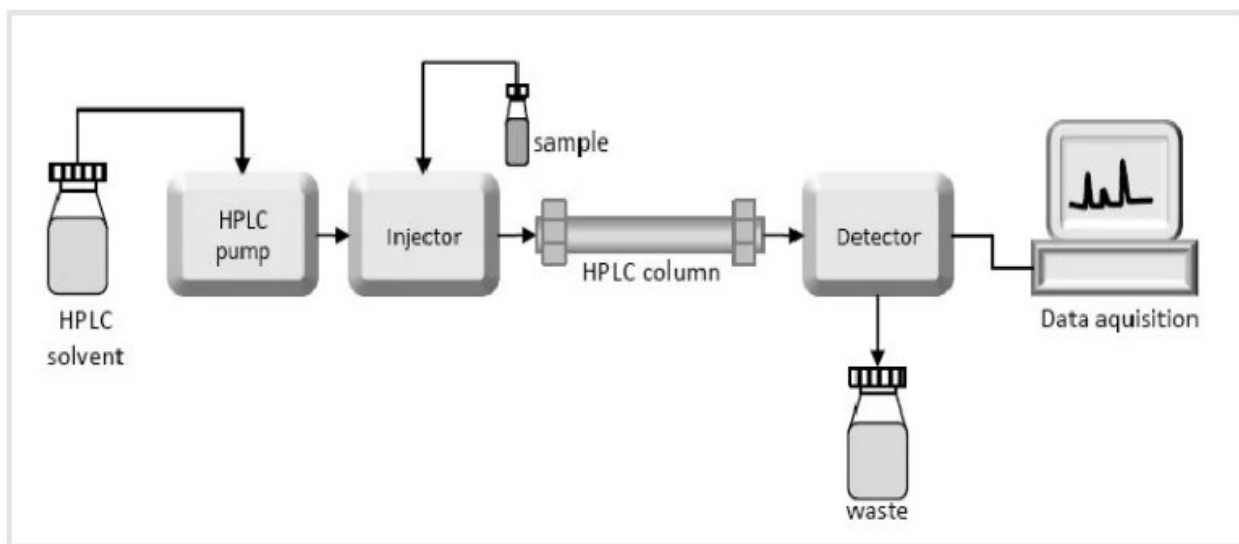 sample
HPLC
pump
Injector
Detector
HPLC column
HPLC
solvent
Data aquisition
waste